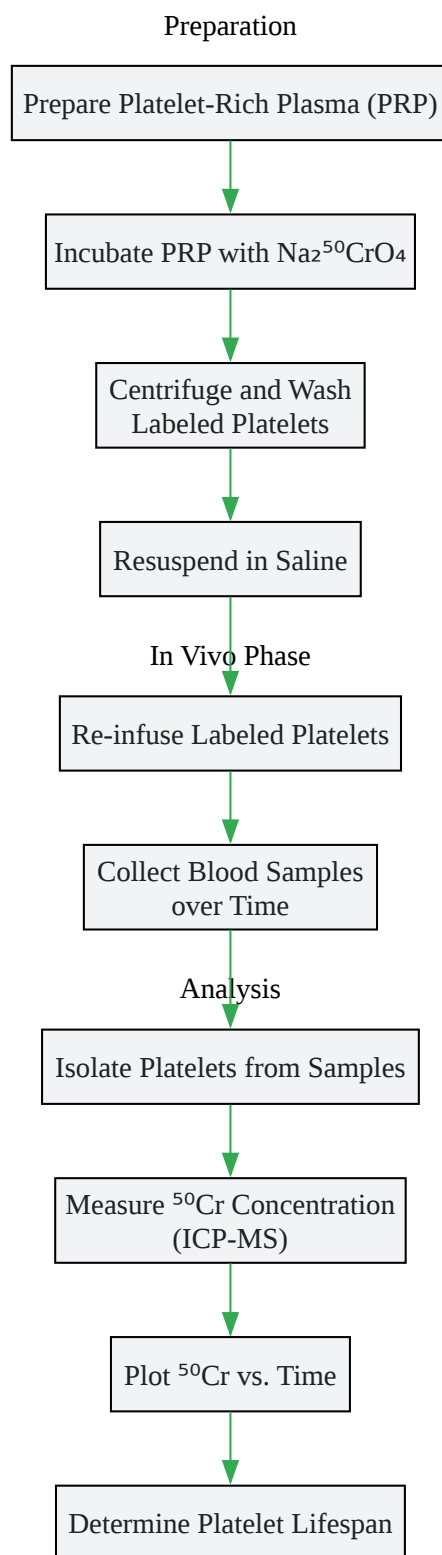 Preparation
Prepare Platelet-Rich Plasma (PRP)
Incubate PRP with Na₂⁵⁰CrO₄
Centrifuge and Wash
Labeled Platelets
Resuspend in Saline
In Vivo Phase
Re-infuse Labeled Platelets
Collect Blood Samples
over Time
Analysis
Isolate Platelets from Samples
Measure ⁵⁰Cr Concentration
(ICP-MS)
Plot ⁵⁰Cr vs. Time
Determine Platelet Lifespan